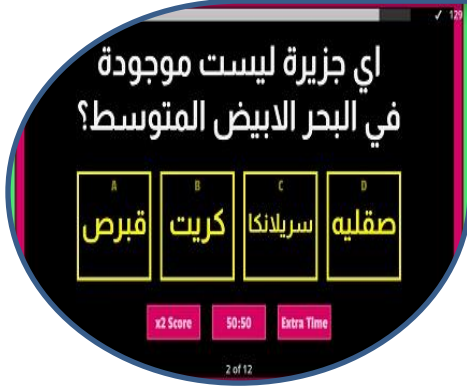 ✓ 129
اي جزيرة ليست موجودة
في البحر الابيض المتوسط؟
A
قبرص
B
كريت
C
سريلانكا
D
صقليه
x2 Score
50:50
Extra Time
2 of 12